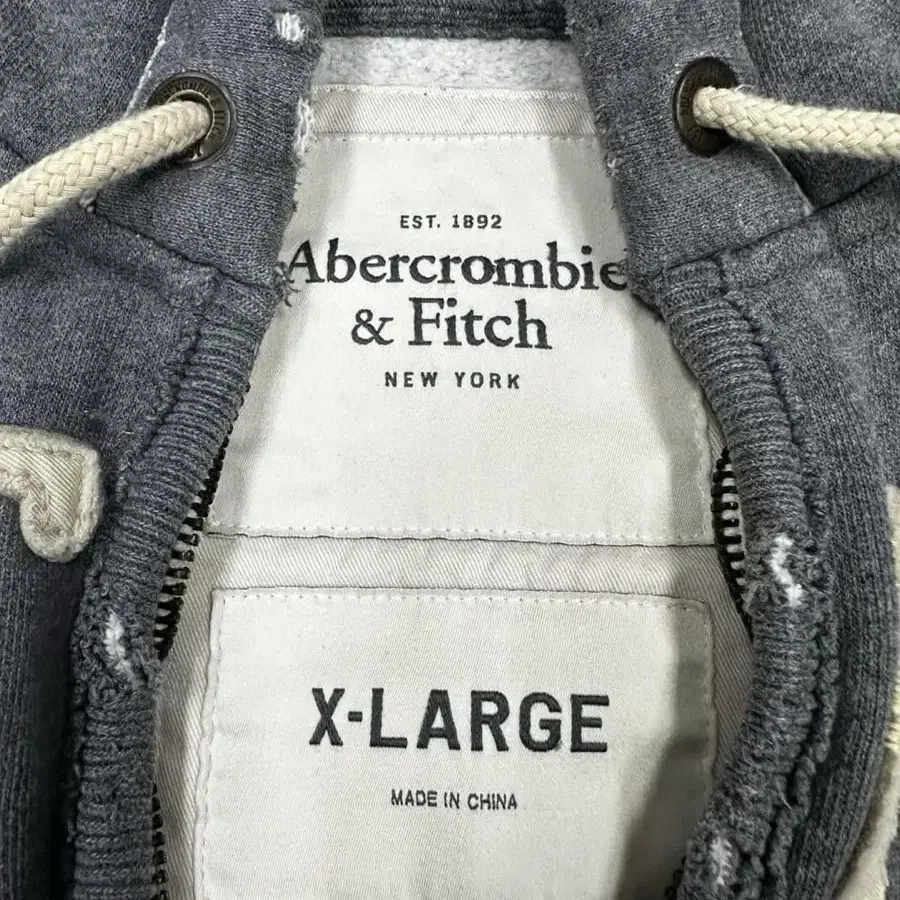 EST. 1892
Abercrombie
& Fitch
NEW YORK
X-LARGE
MADE IN CHINA